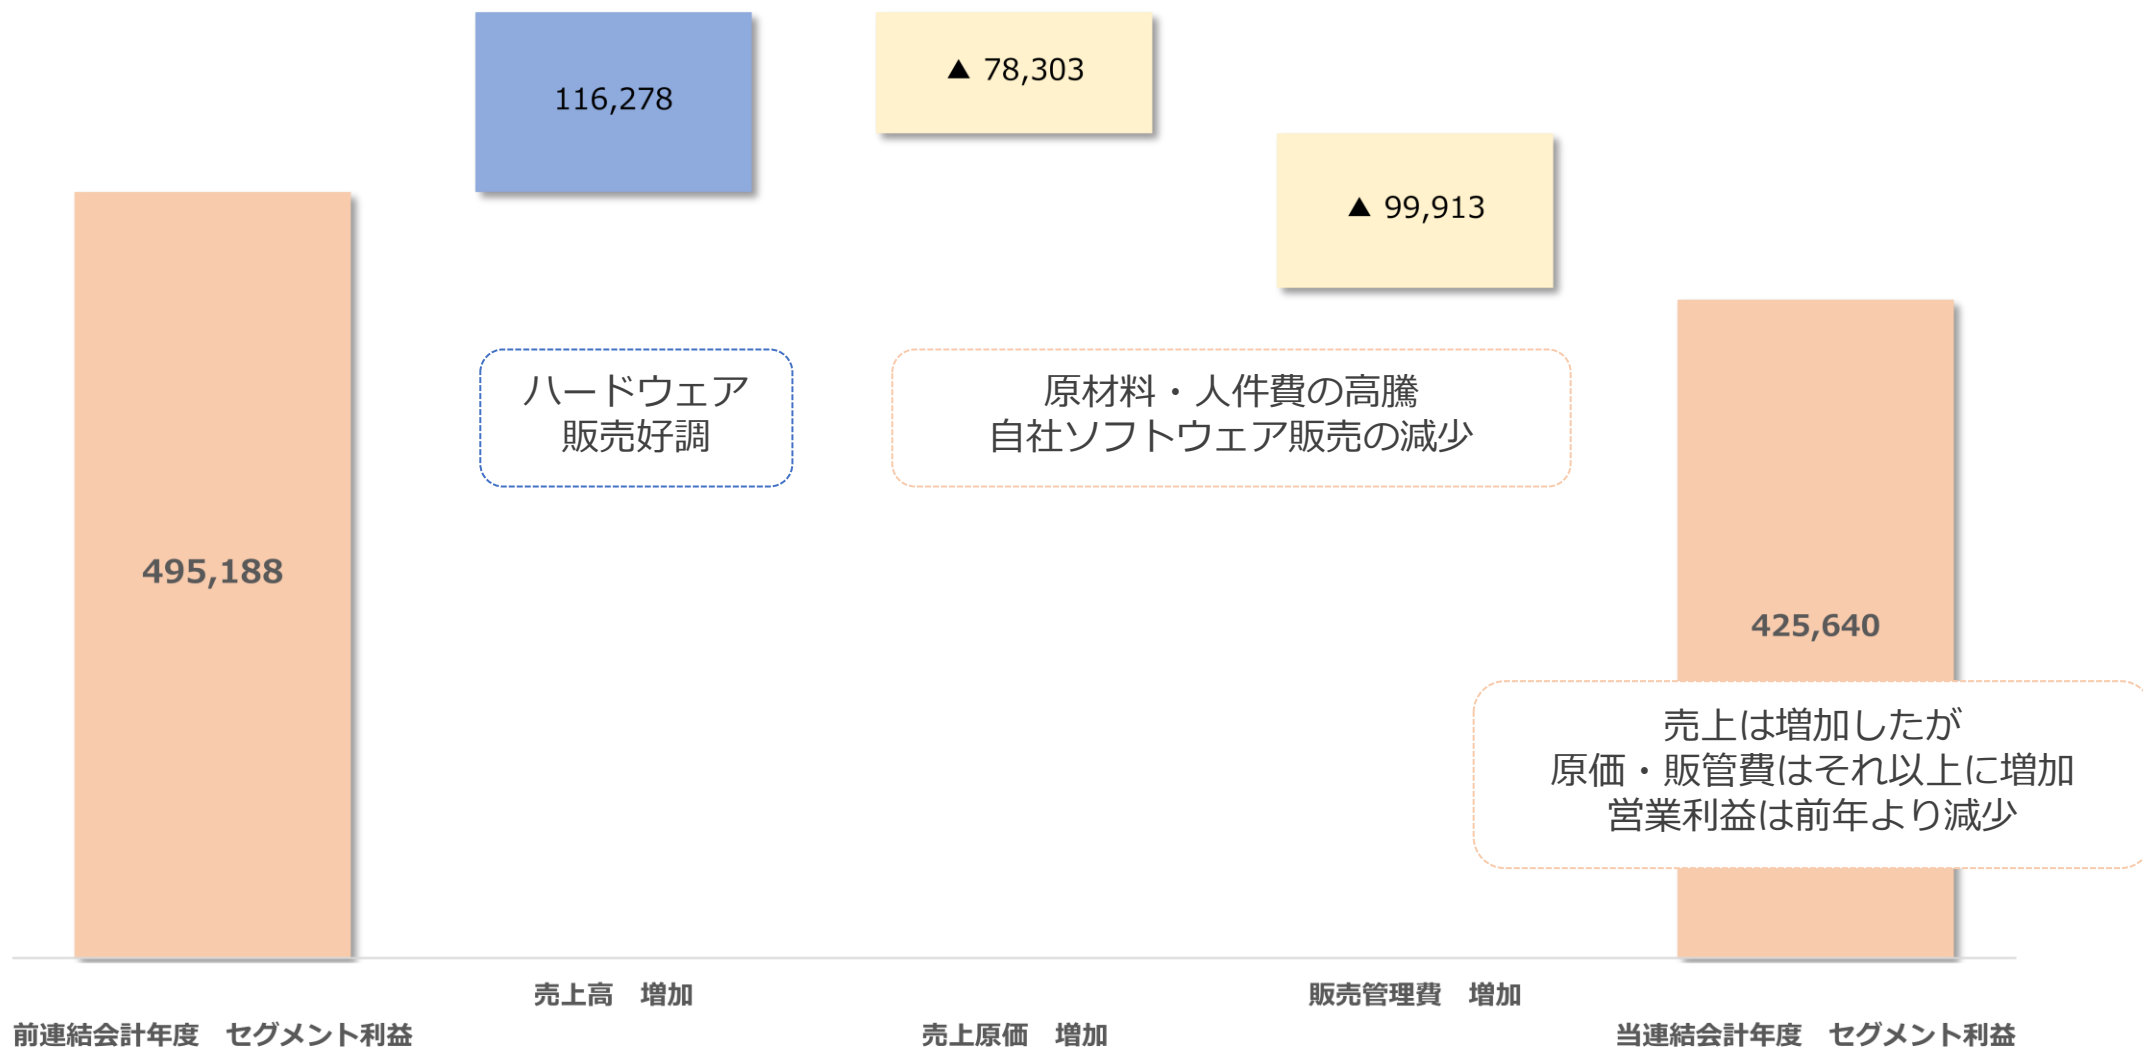 116,278
▲ 78,303
▲ 99,913
495,188
ハードウェア
販売好調
原材料・人件費の高騰
自社ソフトウェア販売の減少
425,640
売上は増加したが
原価・販管費はそれ以上に増加
営業利益は前年より減少
前連結会計年度　セグメント利益
売上高　増加
売上原価　増加
販売管理費　増加
当連結会計年度　セグメント利益